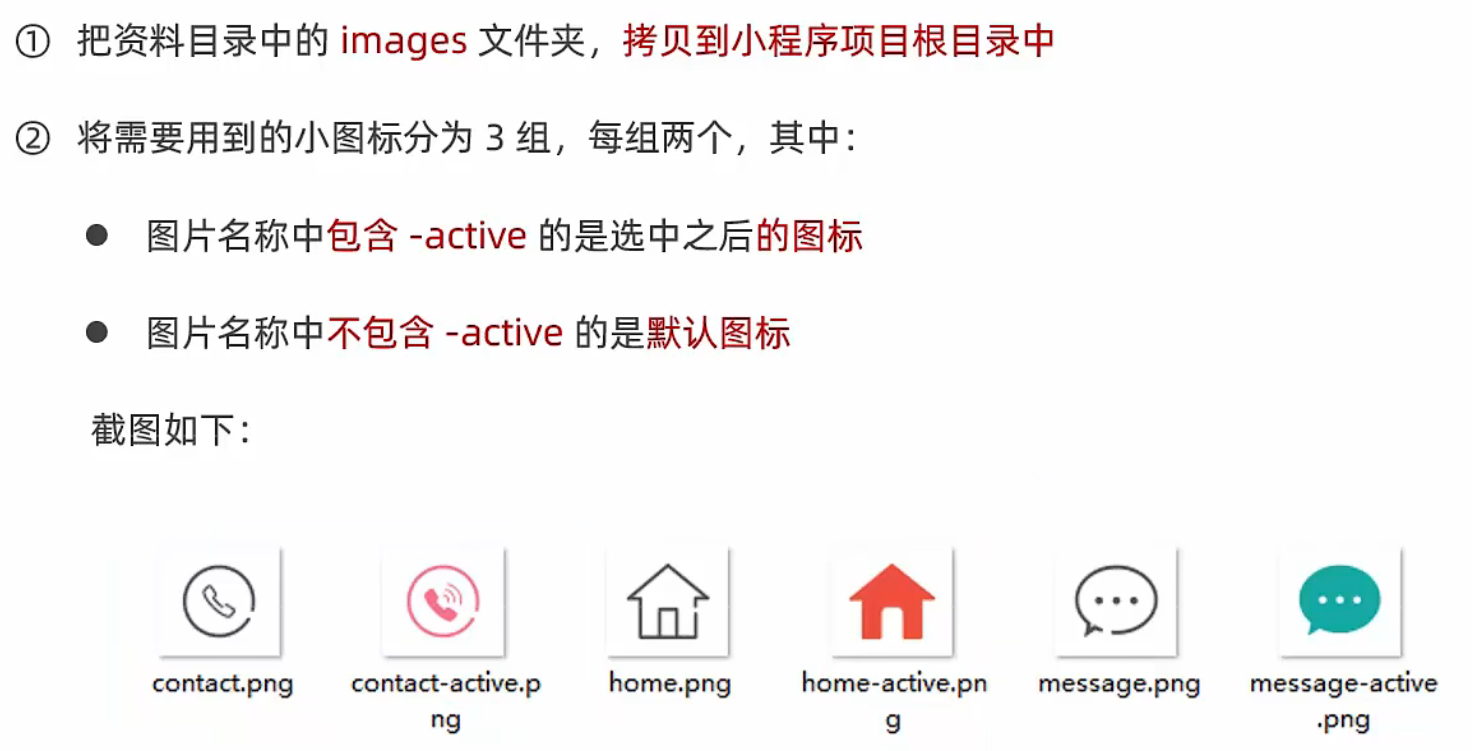 ① 把资料目录中的 images 文件夹，拷贝到小程序项目根目录中
② 将需要用到的小图标分为 3 组，每组两个，其中：
● 图片名称中包含 -active 的是选中之后的图标
● 图片名称中不包含 -active 的是默认图标
截图如下：
contact.png
contact-active.p
ng
home.png
home-active.pn
g
message.png
message-active
.png